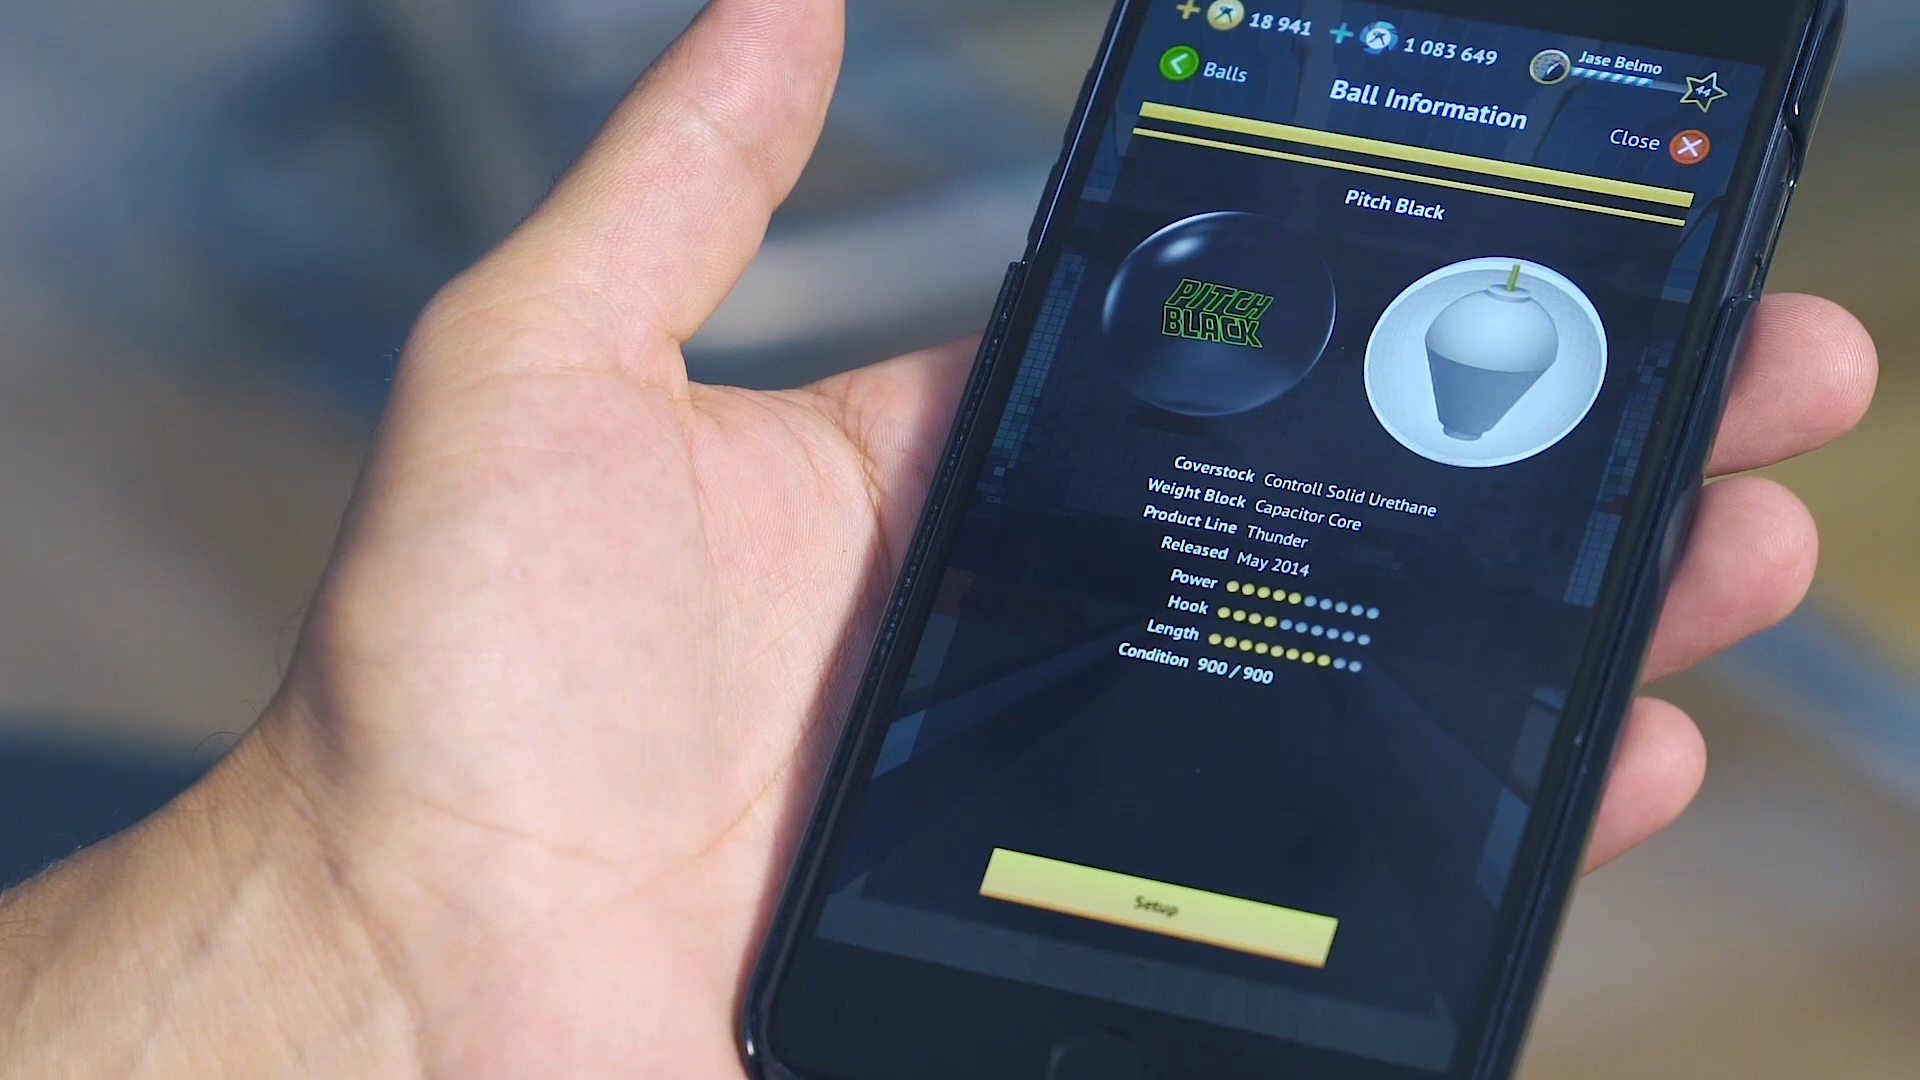 18 941 1 083 649 Jase Belmo 44
Balls
Ball Information
Close
Pitch Black
PITCH
BLACK
Coverstock Controll Solid Urethane
Weight Block Capacitor Core
Product Line Thunder
Released May 2014
Power
Hook
Length
Condition 900 / 900
Setup